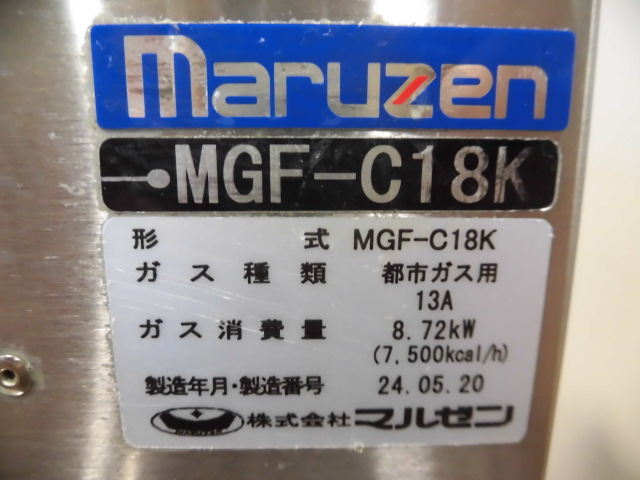 maruzen
MGF-C18K
形式 MGF-C18K
ガス種類 都市ガス用
13A
ガス消費量 8.72kW
(7,500kcal/h)
製造年月・製造番号 24.05.20
株式会社マルゼン